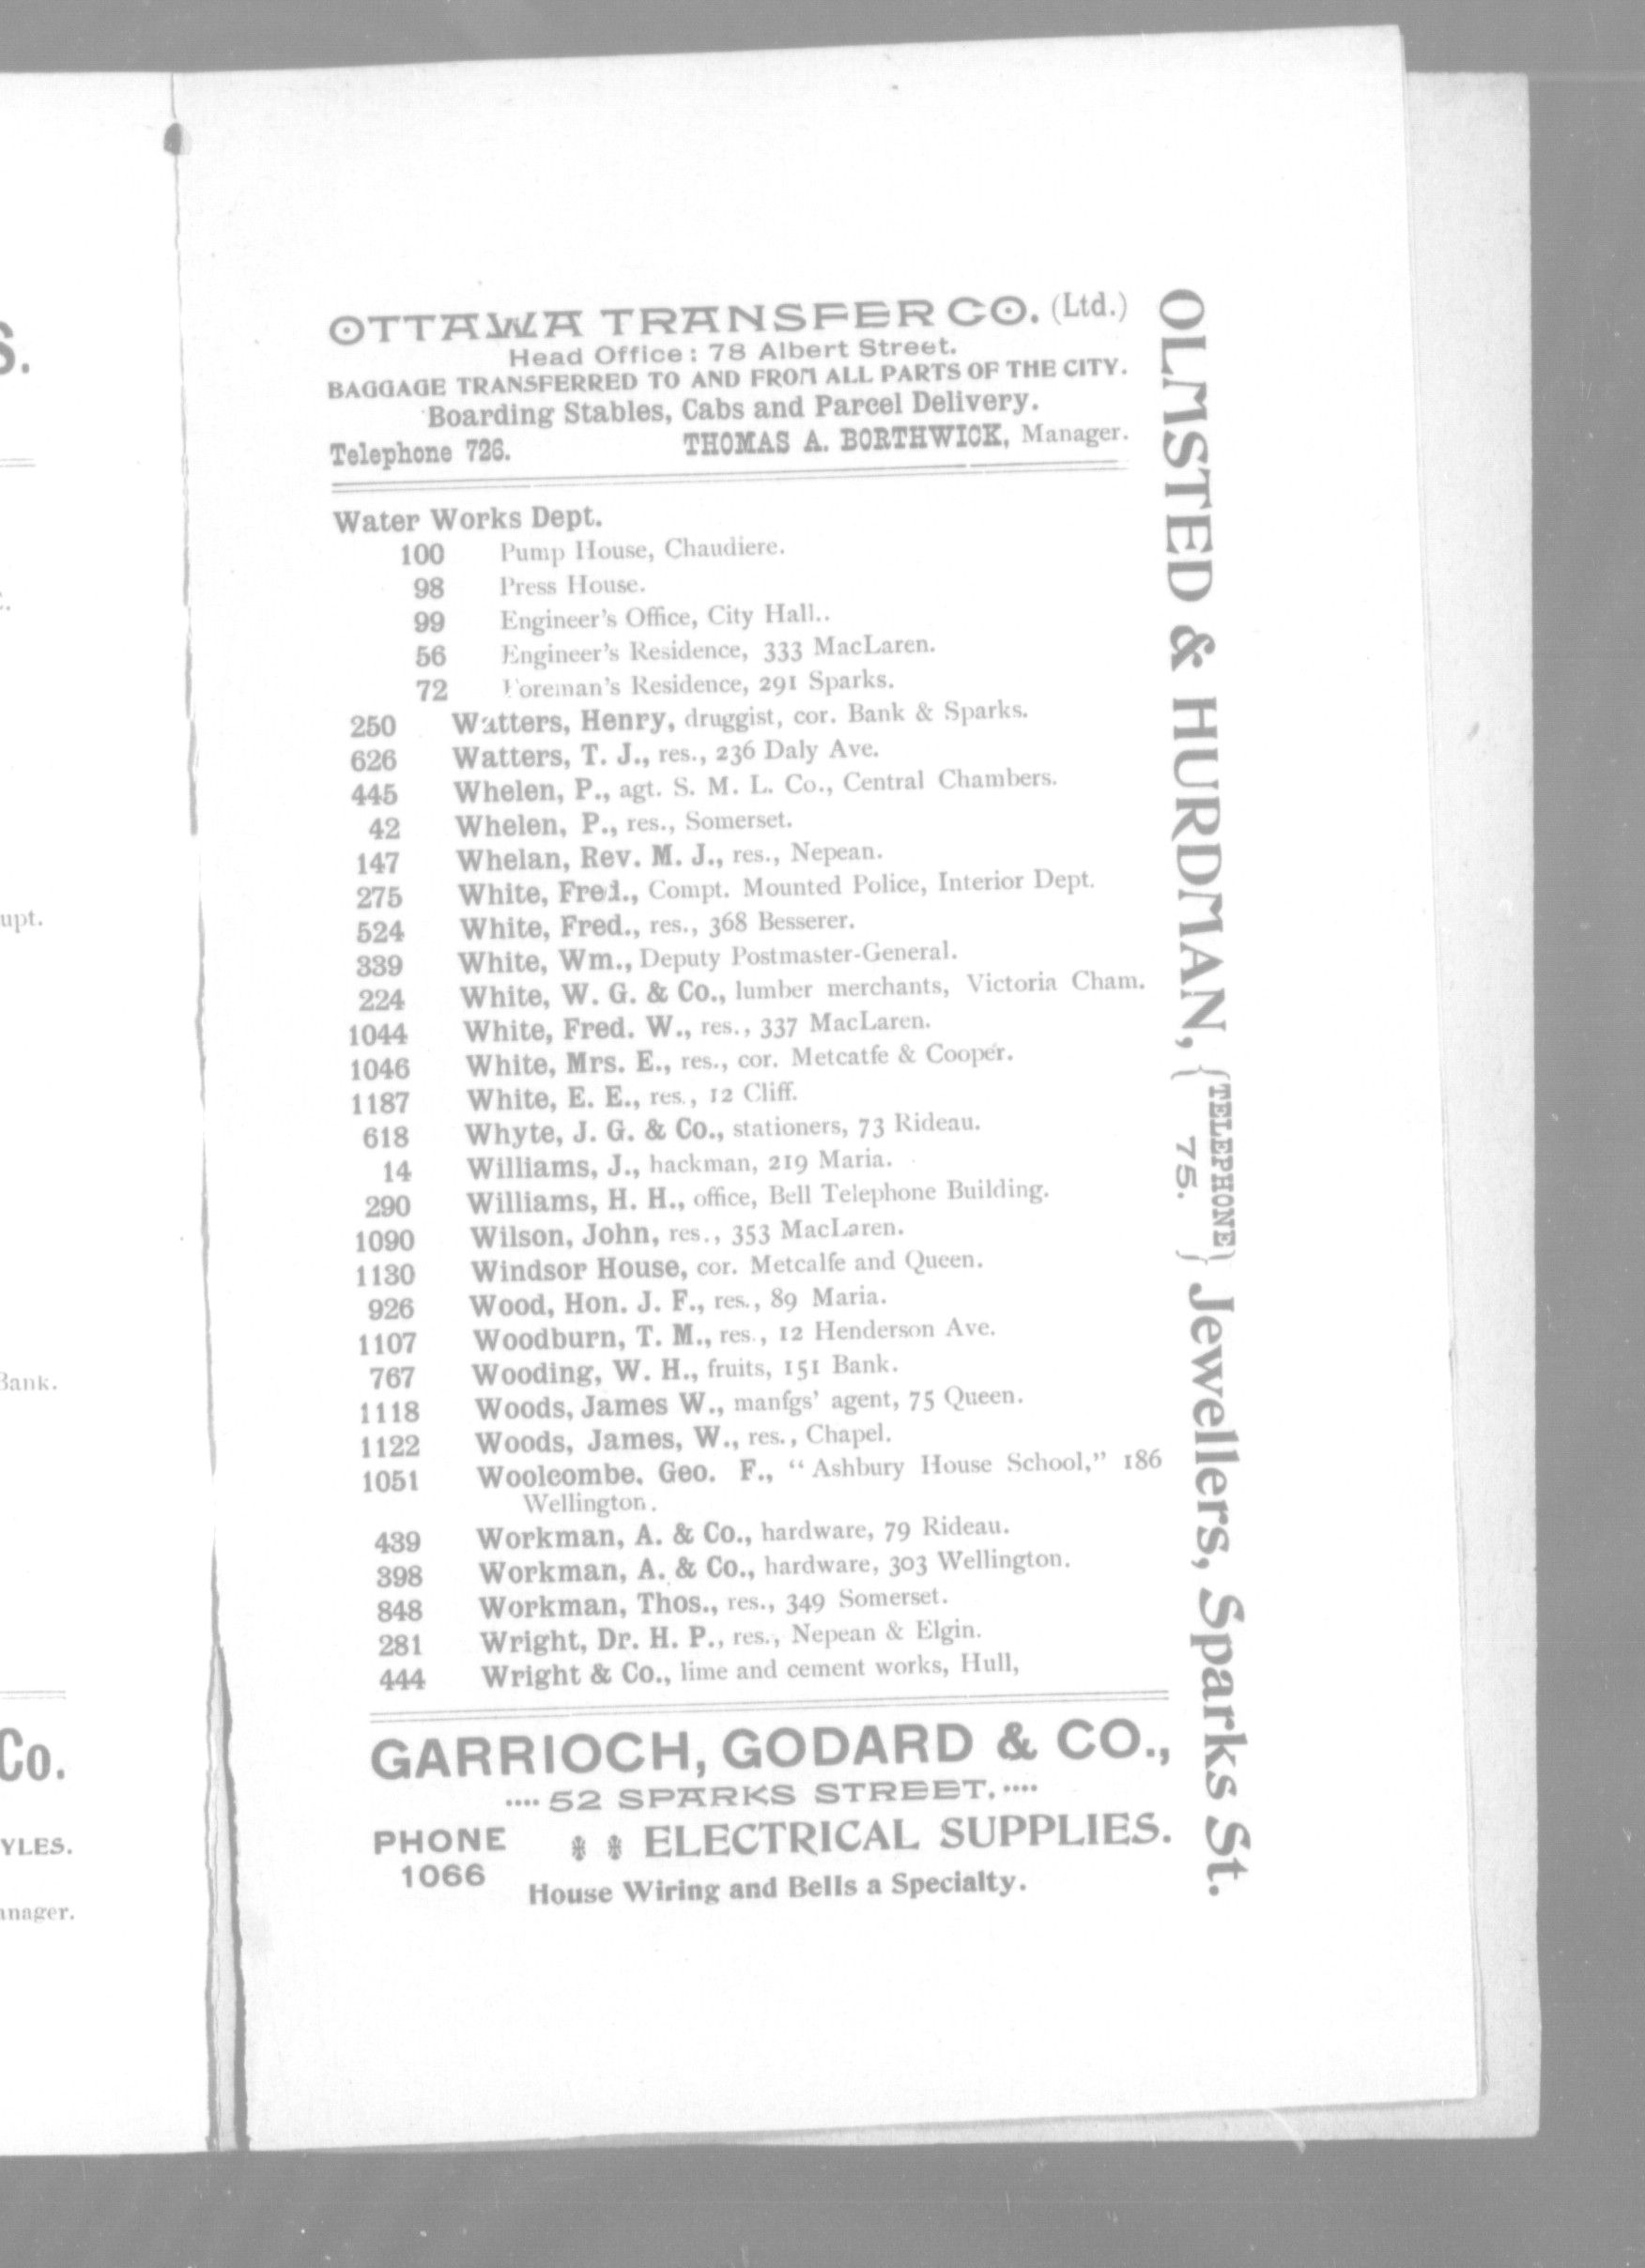 S.
upt.
Bank.
Co.
YLES.
anager.
OTTAWA TRANSFER CO. (Ltd.)
Head Office: 78 Albert Street.
BAGGAGE TRANSFERRED TO AND FROM ALL PARTS OF THE CITY.
Boarding Stables, Cabs and Parcel Delivery.
Telephone 726. THOMAS A. BORTHWICK, Manager.
Water Works Dept.
100 Pump House, Chaudiere.
98 Press House.
99 Engineer's Office, City Hall..
56 Engineer's Residence, 333 MacLaren.
72 Foreman's Residence, 291 Sparks.
250 Watters, Henry, druggist, cor. Bank & Sparks.
626 Watters, T. J., res., 236 Daly Ave.
445 Whelen, P., agt. S. M. L. Co., Central Chambers.
42 Whelen, P., res., Somerset.
147 Whelan, Rev. M. J., res., Nepean.
275 White, Fred., Compt. Mounted Police, Interior Dept.
524 White, Fred., res., 368 Besserer.
339 White, Wm., Deputy Postmaster-General.
224 White, W. G. & Co., lumber merchants, Victoria Cham.
1044 White, Fred. W., res., 337 MacLaren.
1046 White, Mrs. E., res., cor. Metcatfe & Cooper.
1187 White, E. E., res., 12 Cliff.
618 Whyte, J. G. & Co., stationers, 73 Rideau.
14 Williams, J., hackman, 219 Maria.
290 Williams, H. H., office, Bell Telephone Building.
1090 Wilson, John, res., 353 MacLaren.
1130 Windsor House, cor. Metcalfe and Queen.
926 Wood, Hon. J. F., res., 89 Maria.
1107 Woodburn, T. M., res., 12 Henderson Ave.
767 Wooding, W. H., fruits, 151 Bank.
1118 Woods, James W., manfgs' agent, 75 Queen.
1122 Woods, James, W., res., Chapel.
1051 Woolcombe, Geo. F., "Ashbury House School," 186
Wellington.
439 Workman, A. & Co., hardware, 79 Rideau.
398 Workman, A. & Co., hardware, 303 Wellington.
848 Workman, Thos., res., 349 Somerset.
281 Wright, Dr. H. P., res., Nepean & Elgin.
444 Wright & Co., lime and cement works, Hull,
GARRIOCH, GODARD & CO.,
.... 52 SPARKS STREET. ....
PHONE 1066
ELECTRICAL SUPPLIES.
House Wiring and Bells a Specialty.
OLMSTED & HURDMAN, {TELEPHONE 75.} Jewellers, Sparks St.